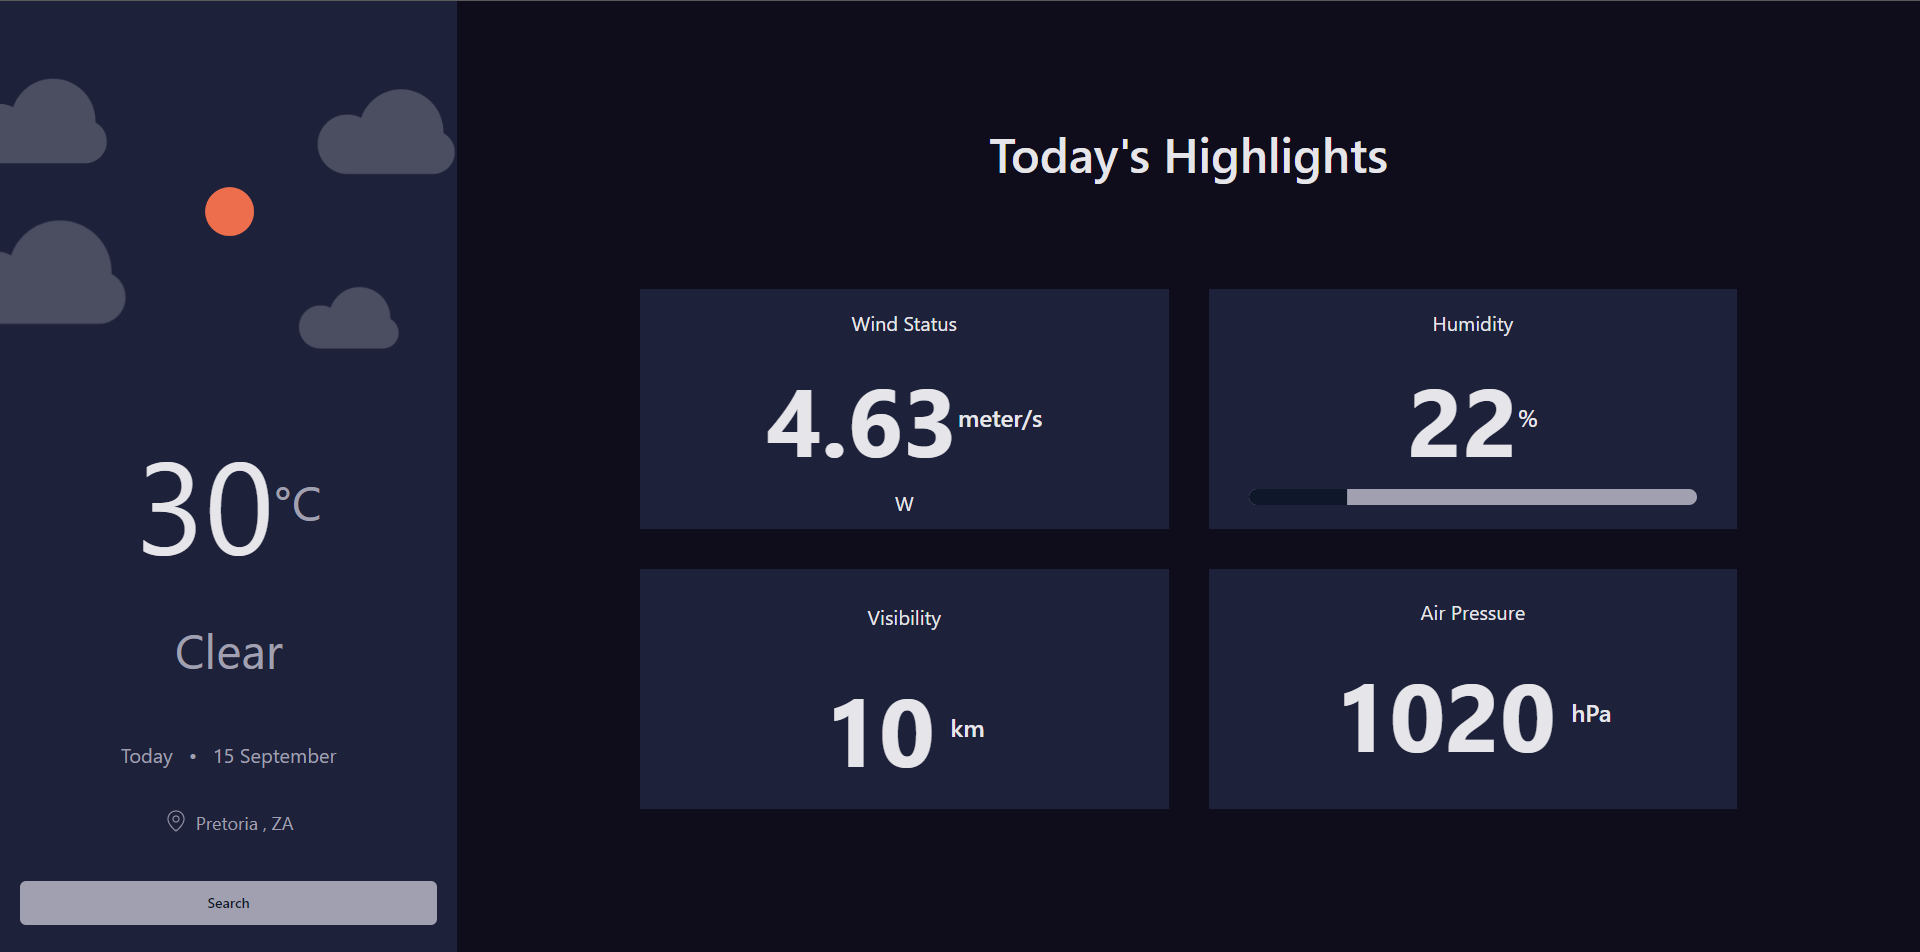 30°C
Clear
Today • 15 September
Pretoria , ZA
Search
Today's Highlights
Wind Status
4.63 meter/s
W
Humidity
22 %
Visibility
10 km
Air Pressure
1020 hPa